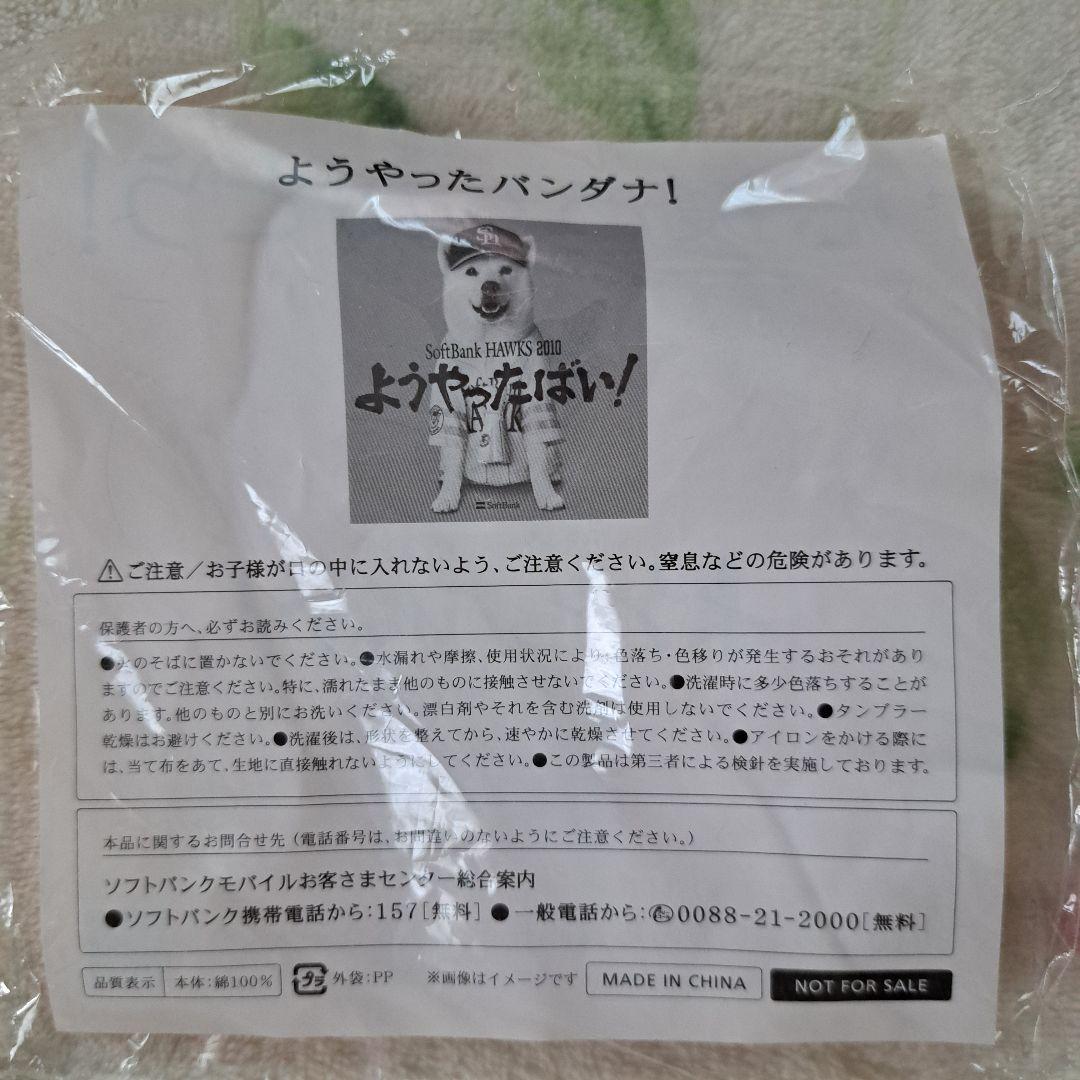 ようやったバンダナ!
SH
SoftBank HAWKS 2010
ようやったばい!
SoftBank
⚠ご注意/お子様が口の中に入れないよう、ご注意ください。窒息などの危険があります。
保護者の方へ、必ずお読みください。
●火のそばに置かないでください。●水漏れや摩擦、使用状況により、色落ち・色移りが発生するおそれがあり
ますのでご注意ください。特に、濡れたまま他のものに接触させないでください。●洗濯時に多少色落ちすることが
あります。他のものと別にお洗いください。漂白剤やそれを含む洗剤は使用しないでください。●タンブラー
乾燥はお避けください。●洗濯後は、形状を整えてから、速やかに乾燥させてください。●アイロンをかける際に
は、当て布をあて、生地に直接触れないようにしてください。●この製品は第三者による検針を実施しております。
本品に関するお問合せ先(電話番号は、お間違いのないようにご注意ください。)
ソフトバンクモバイルお客さまセンター総合案内
●ソフトバンク携帯電話から:157[無料] ●一般電話から:0088-21-2000[無料]
品質表示 本体:綿100% プラ 外袋:PP ※画像はイメージです MADE IN CHINA NOT FOR SALE